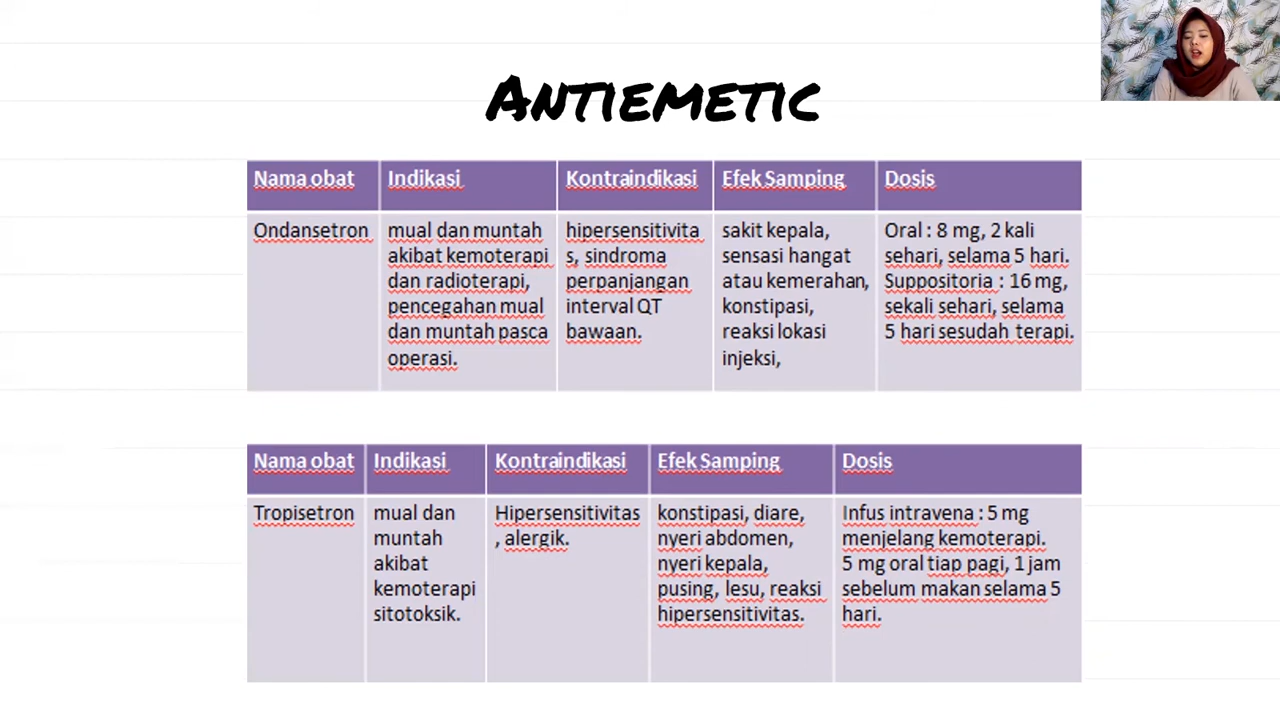 ANTIEMETIC
Nama obat
Indikasi
Kontraindikasi
Efek Samping
Dosis
Ondansetron
mual dan muntah
akibat kemoterapi
dan radioterapi,
pencegahan mual
dan muntah pasca
operasi.
hipersensitivita
s, sindroma
perpanjangan
interval QT
bawaan.
sakit kepala,
sensasi hangat
atau kemerahan,
konstipasi,
reaksi lokasi
injeksi,
Oral : 8 mg, 2 kali
sehari, selama 5 hari.
Suppositoria : 16 mg,
sekali sehari, selama
5 hari sesudah terapi.
Nama obat
Indikasi
Kontraindikasi
Efek Samping
Dosis
Tropisetron
mual dan
muntah
akibat
kemoterapi
sitotoksik.
Hipersensitivitas
, alergik.
konstipasi, diare,
nyeri abdomen,
nyeri kepala,
pusing, lesu, reaksi
hipersensitivitas.
Infus intravena : 5 mg
menjelang kemoterapi.
5 mg oral tiap pagi, 1 jam
sebelum makan selama 5
hari.